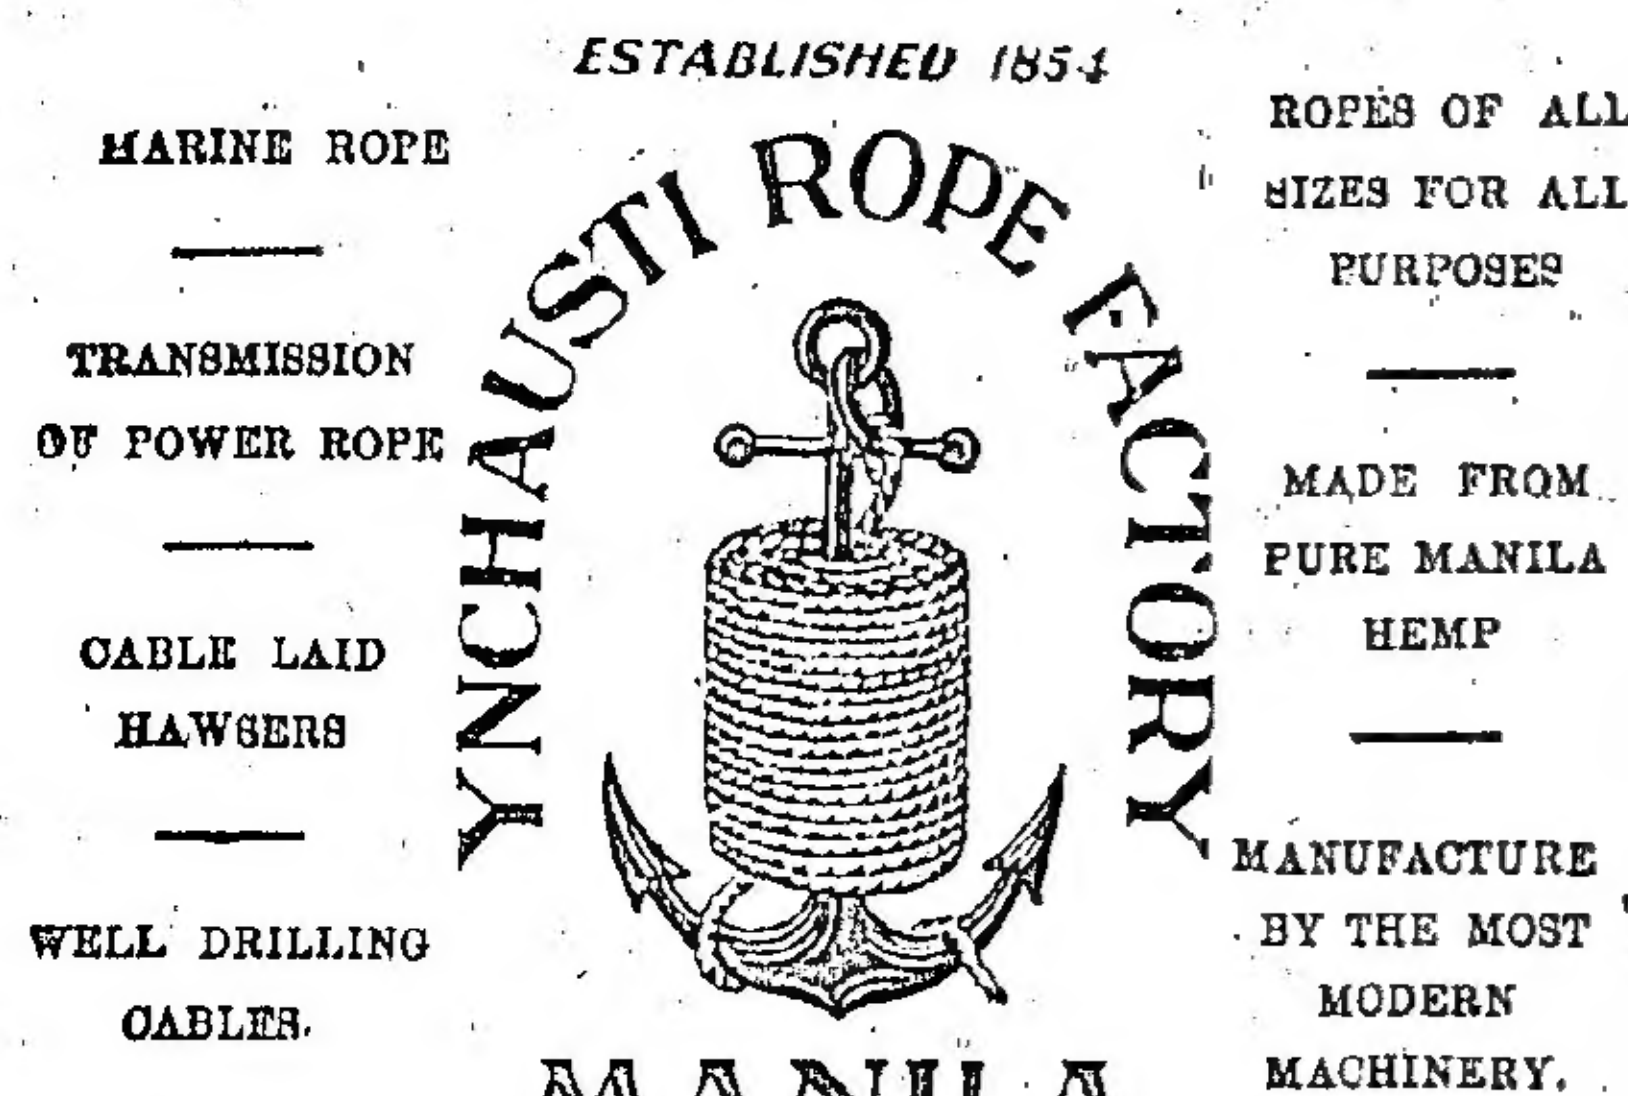 ESTABLISHED 1854
MARINE ROPE
TRANSMISSION
OF POWER ROPE
CABLE LAID
HAWSERS
WELL DRILLING
CABLES.
YNCHAUSTI ROPE FACTORY
MANILA
ROPES OF ALL
SIZES FOR ALL
PURPOSES
MADE FROM
PURE MANILA
HEMP
MANUFACTURE
BY THE MOST
MODERN
MACHINERY.